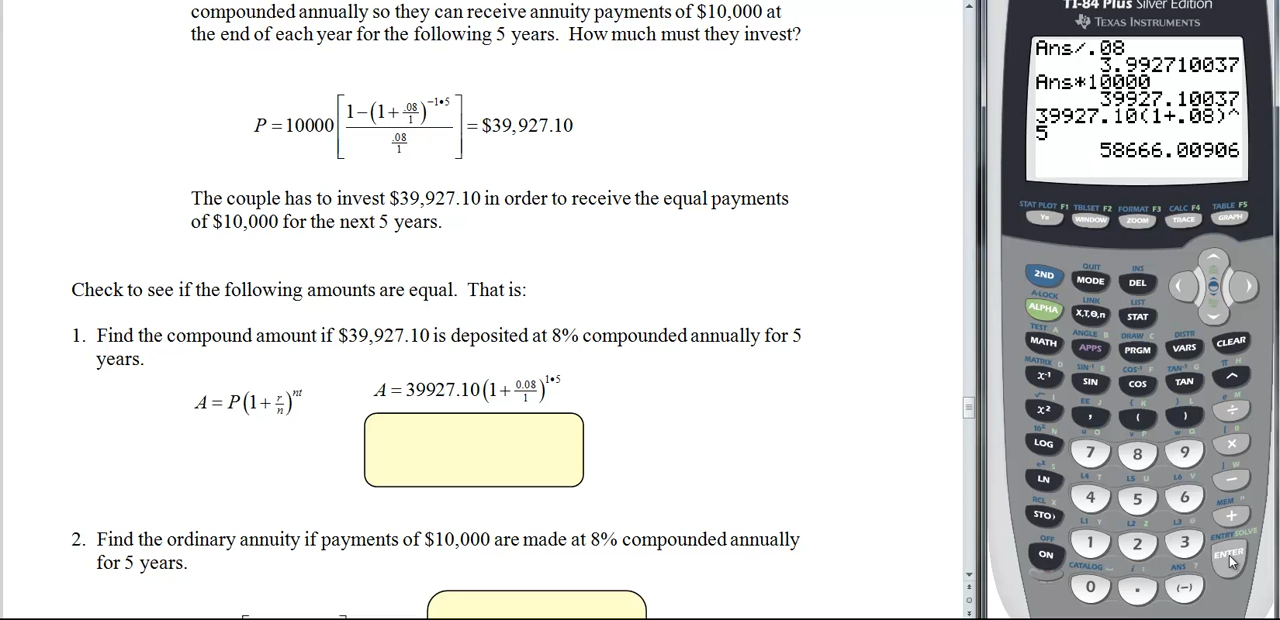 compounded annually so they can receive annuity payments of $10,000 at
the end of each year for the following 5 years. How much must they invest?
P = 10000 [ 1−(1+ .08/1 )^−1•5 / .08/1 ] = $39,927.10
The couple has to invest $39,927.10 in order to receive the equal payments
of $10,000 for the next 5 years.
Check to see if the following amounts are equal. That is:
1. Find the compound amount if $39,927.10 is deposited at 8% compounded annually for 5
years.
A = P(1+ r/n )^nt
A = 39927.10(1+ 0.08/1 )^1•5
2. Find the ordinary annuity if payments of $10,000 are made at 8% compounded annually
for 5 years.
TI-84 Plus Silver Edition
TEXAS INSTRUMENTS
Ans/.08
3.992710037
Ans*10000
39927.10037
39927.10(1+.08)^
5
58666.00906
STAT PLOT F1 TBLSET F2 FORMAT F3 CALC F4 TABLE F5
Y= WINDOW ZOOM TRACE GRAPH
QUIT INS
2ND MODE DEL
A-LOCK LINK LIST
ALPHA X,T,Θ,n STAT
TEST A ANGLE B DRAW C DISTR
MATH APPS PRGM VARS CLEAR
MATRIX D SIN⁻¹ E COS⁻¹ F TAN⁻¹ G π H
x⁻¹ SIN COS TAN ^
√ I EE J { K } L e M
x² , ( ) ÷
10ˣ N u O v P w Q [ R
LOG 7 8 9 ×
eˣ S L4 T L5 U L6 V ] W
LN 4 5 6 −
RCL X L1 Y L2 Z L3 θ MEM "
STO› 1 2 3 +
OFF ENTRY SOLVE
ON ENTER
CATALOG i : ANS ?
0 . (−)